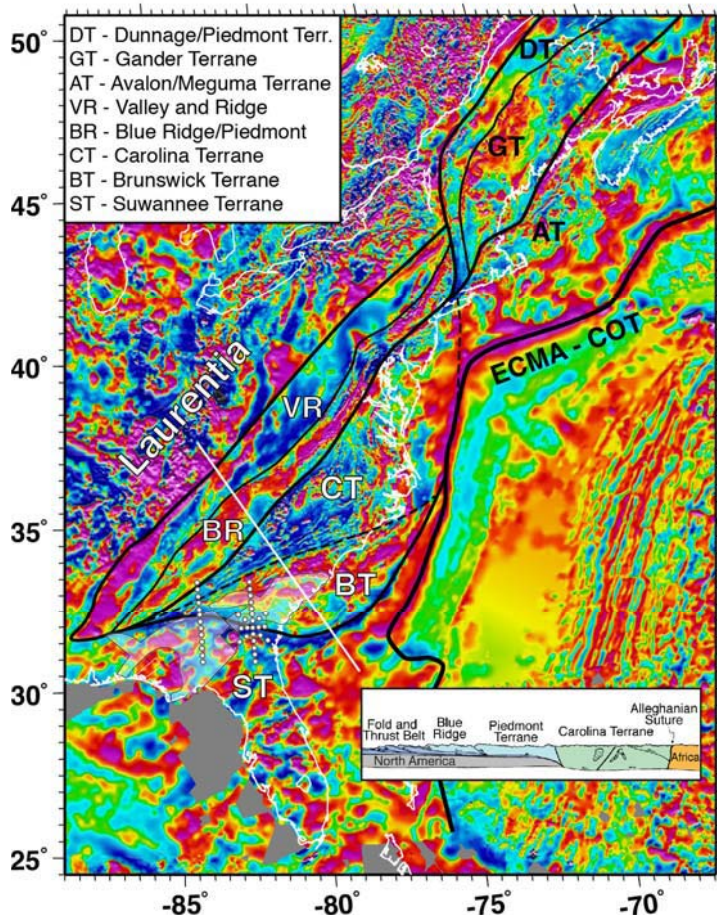 50°
DT - Dunnage/Piedmont Terr.
GT - Gander Terrane
AT - Avalon/Meguma Terrane
VR - Valley and Ridge
BR - Blue Ridge/Piedmont
CT - Carolina Terrane
BT - Brunswick Terrane
ST - Suwannee Terrane
DT
GT
45°
AT
40°
ECMA - COT
Laurentia
VR
CT
35°
BR
BT
30°
ST
Alleghanian
Suture
Fold and
Thrust Belt
Blue
Ridge
Piedmont
Terrane
Carolina Terrane
North America
Africa
25°
-85°
-80°
-75°
-70°